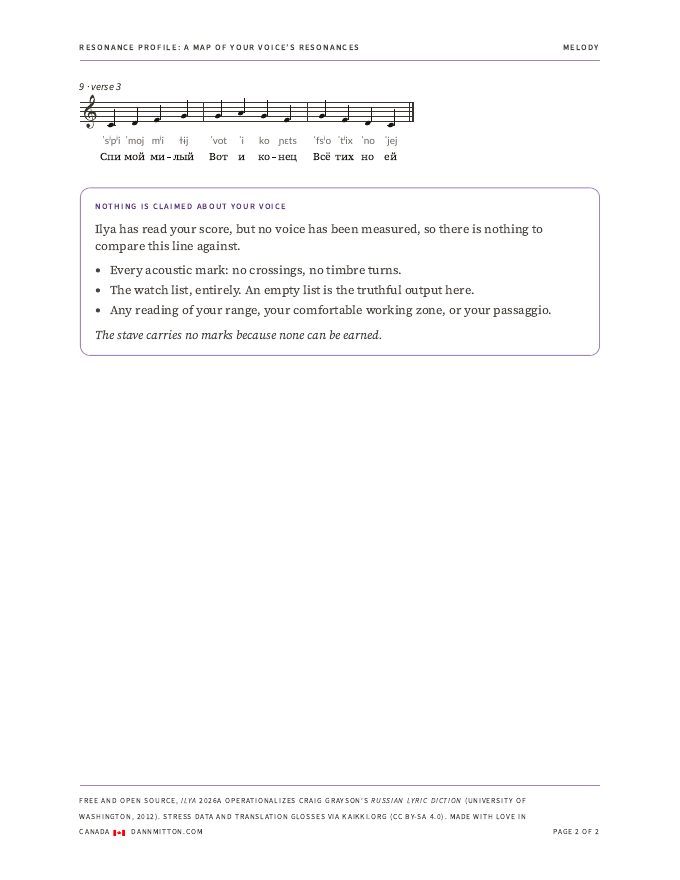 RESONANCE PROFILE: A MAP OF YOUR VOICE'S RESONANCES MELODY
9 · verse 3
ˈsʲpʲi ˈmoj mʲi ɫɨj ˈvot ˈi ko ɲɛts ˈfsʲo ˈtʲix ˈno ˈjej
Спи мой ми - лый Вот и ко - нец Всё тих но ей
NOTHING IS CLAIMED ABOUT YOUR VOICE
Ilya has read your score, but no voice has been measured, so there is nothing to
compare this line against.
• Every acoustic mark: no crossings, no timbre turns.
• The watch list, entirely. An empty list is the truthful output here.
• Any reading of your range, your comfortable working zone, or your passaggio.
The stave carries no marks because none can be earned.
FREE AND OPEN SOURCE, ILYA 2026A OPERATIONALIZES CRAIG GRAYSON'S RUSSIAN LYRIC DICTION (UNIVERSITY OF
WASHINGTON, 2012). STRESS DATA AND TRANSLATION GLOSSES VIA KAIKKI.ORG (CC BY-SA 4.0). MADE WITH LOVE IN
CANADA DANNMITTON.COM PAGE 2 OF 2